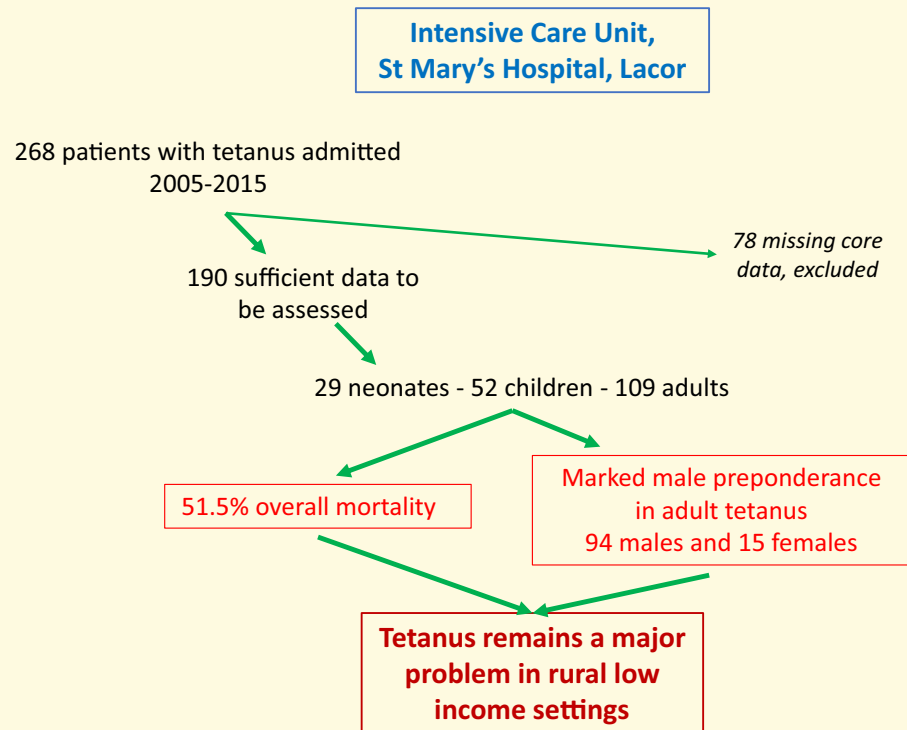 Intensive Care Unit,
St Mary's Hospital, Lacor
268 patients with tetanus admitted
2005-2015
78 missing core
data, excluded
190 sufficient data to
be assessed
29 neonates - 52 children - 109 adults
51.5% overall mortality
Marked male preponderance
in adult tetanus
94 males and 15 females
Tetanus remains a major
problem in rural low
income settings